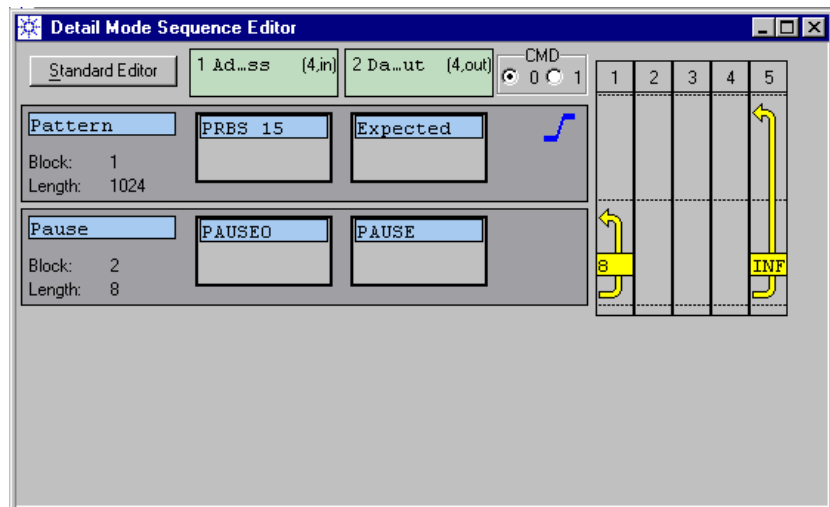 Detail Mode Sequence Editor
Standard Editor
1 Ad…ss (4,in)
2 Da…ut (4,out)
CMD
0 1
1 2 3 4 5
Pattern
PRBS 15
Expected
Block: 1
Length: 1024
Pause
PAUSE0
PAUSE
Block: 2
Length: 8
8
INF